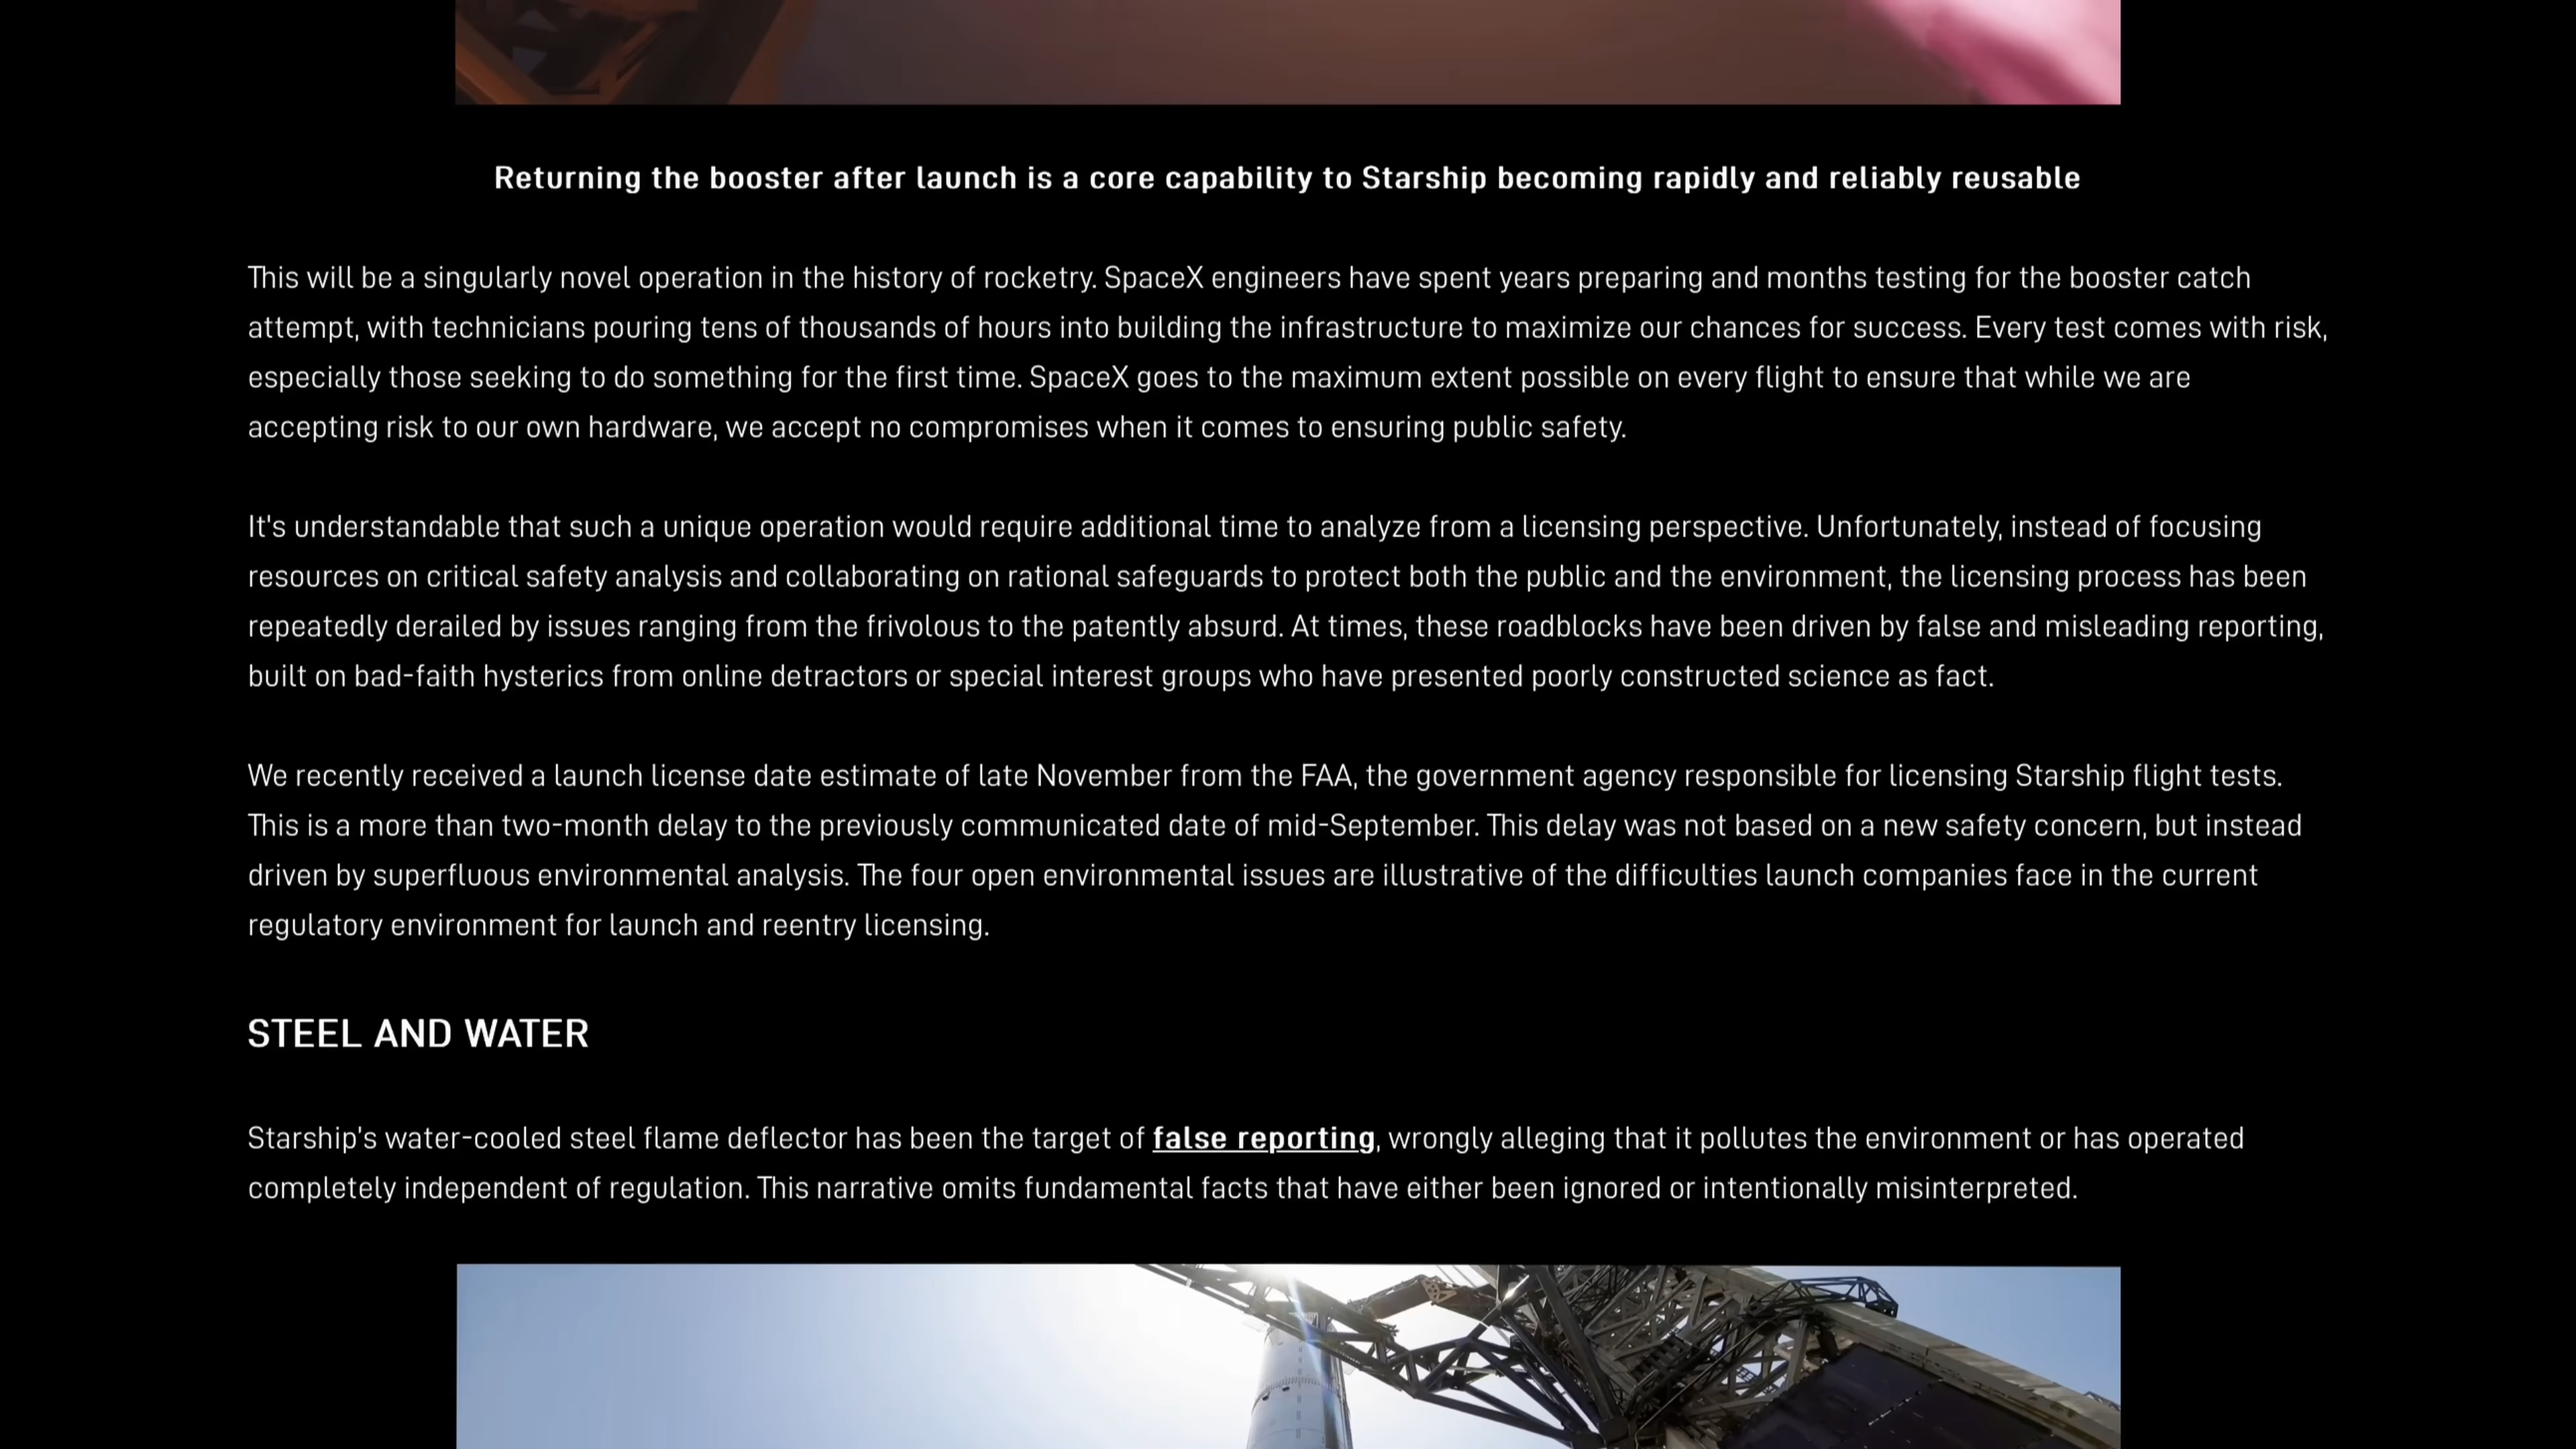 Returning the booster after launch is a core capability to Starship becoming rapidly and reliably reusable
This will be a singularly novel operation in the history of rocketry. SpaceX engineers have spent years preparing and months testing for the booster catch
attempt, with technicians pouring tens of thousands of hours into building the infrastructure to maximize our chances for success. Every test comes with risk,
especially those seeking to do something for the first time. SpaceX goes to the maximum extent possible on every flight to ensure that while we are
accepting risk to our own hardware, we accept no compromises when it comes to ensuring public safety.
It's understandable that such a unique operation would require additional time to analyze from a licensing perspective. Unfortunately, instead of focusing
resources on critical safety analysis and collaborating on rational safeguards to protect both the public and the environment, the licensing process has been
repeatedly derailed by issues ranging from the frivolous to the patently absurd. At times, these roadblocks have been driven by false and misleading reporting,
built on bad-faith hysterics from online detractors or special interest groups who have presented poorly constructed science as fact.
We recently received a launch license date estimate of late November from the FAA, the government agency responsible for licensing Starship flight tests.
This is a more than two-month delay to the previously communicated date of mid-September. This delay was not based on a new safety concern, but instead
driven by superfluous environmental analysis. The four open environmental issues are illustrative of the difficulties launch companies face in the current
regulatory environment for launch and reentry licensing.
STEEL AND WATER
Starship's water-cooled steel flame deflector has been the target of false reporting, wrongly alleging that it pollutes the environment or has operated
completely independent of regulation. This narrative omits fundamental facts that have either been ignored or intentionally misinterpreted.